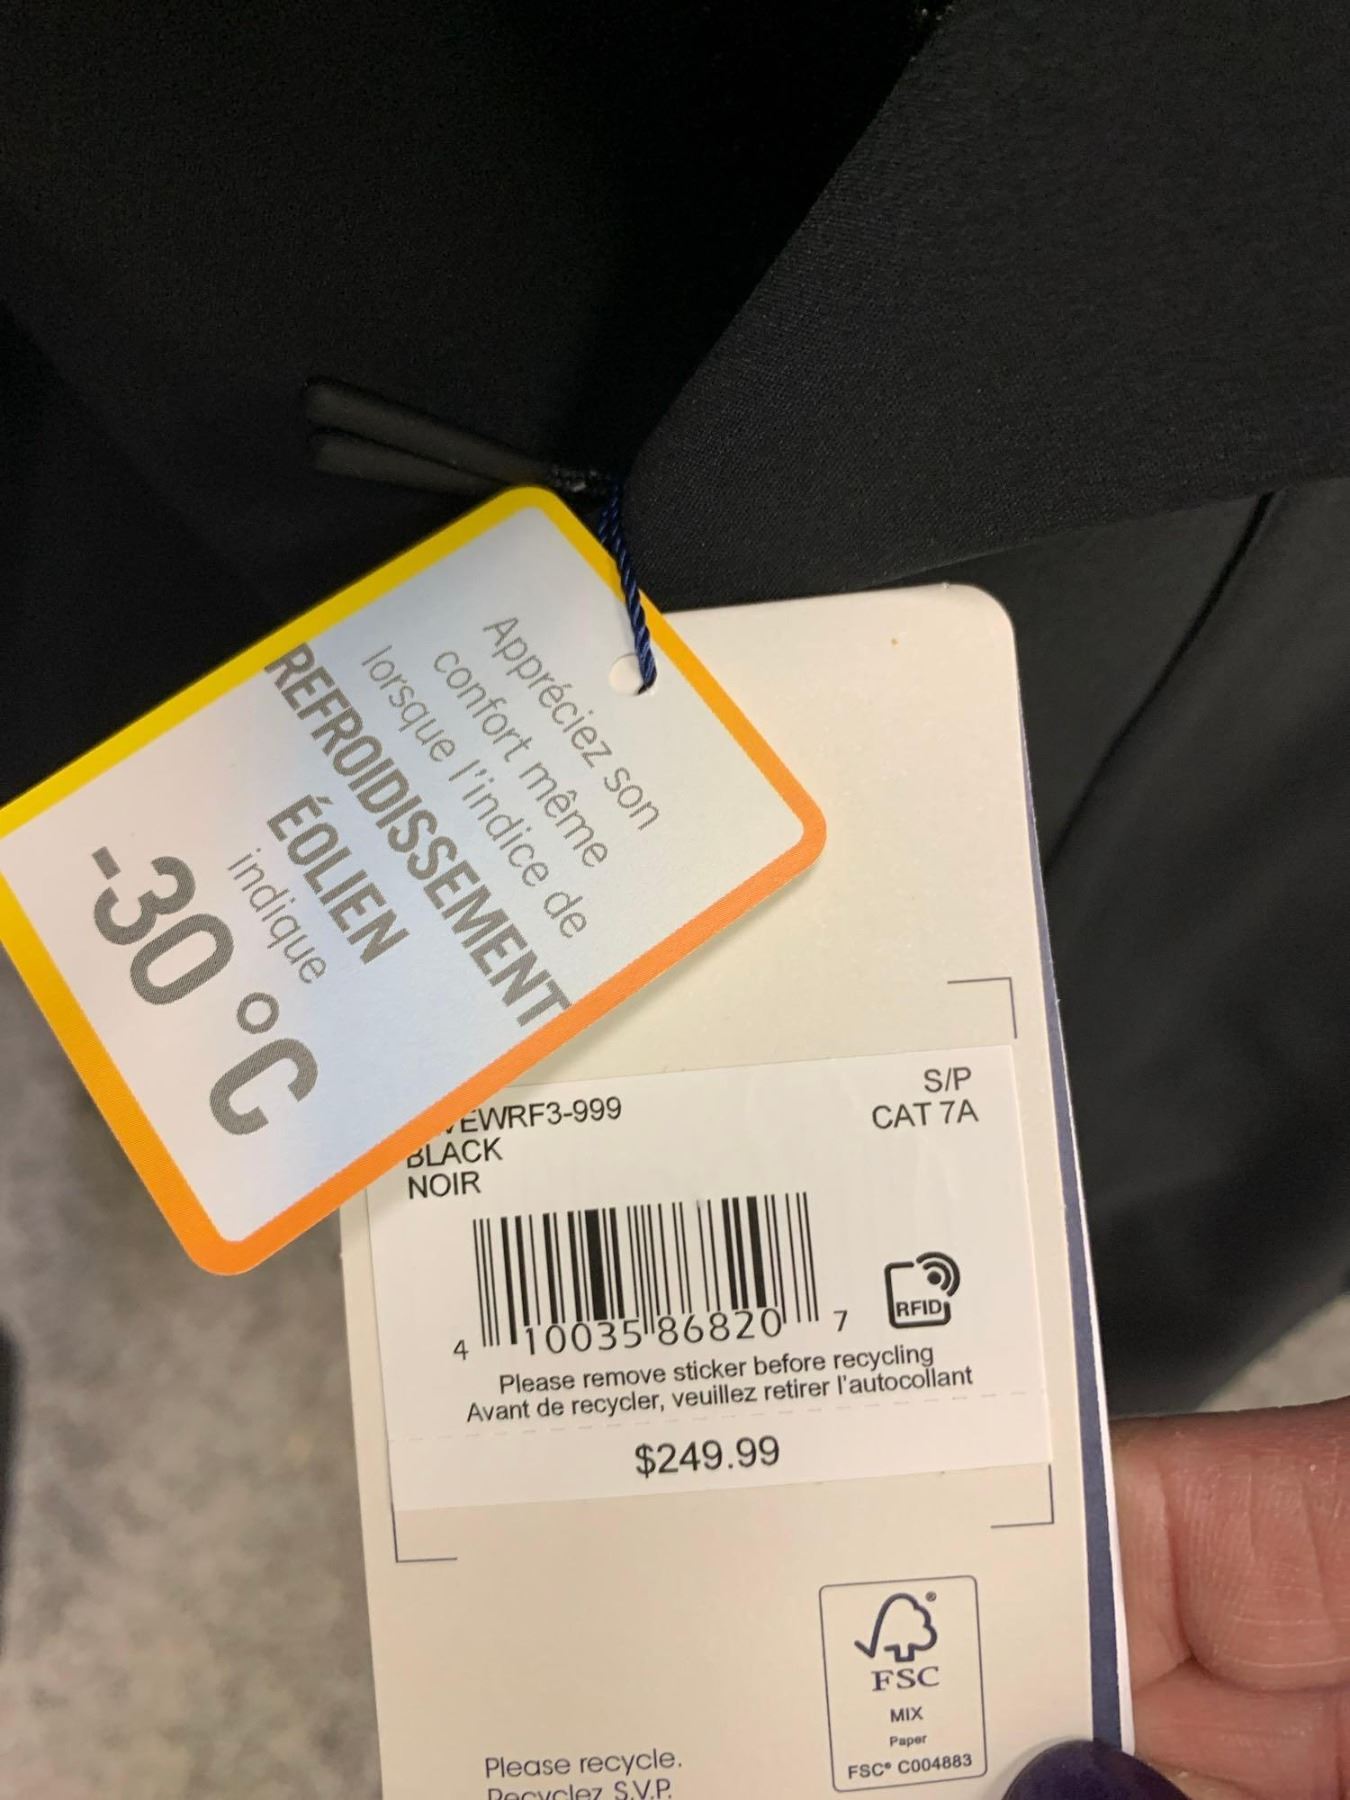 Appréciez son
confort même
lorsque l'indice de
REFROIDISSEMENT
ÉOLIEN
indique
-30 °C
S/P
EWRF3-999
CAT 7A
BLACK
NOIR
4 10035 86820 7
RFID
Please remove sticker before recycling
Avant de recycler, veuillez retirer l'autocollant
$249.99
FSC
MIX
Paper
FSC® C004883
Please recycle.
Recyclez S.V.P.